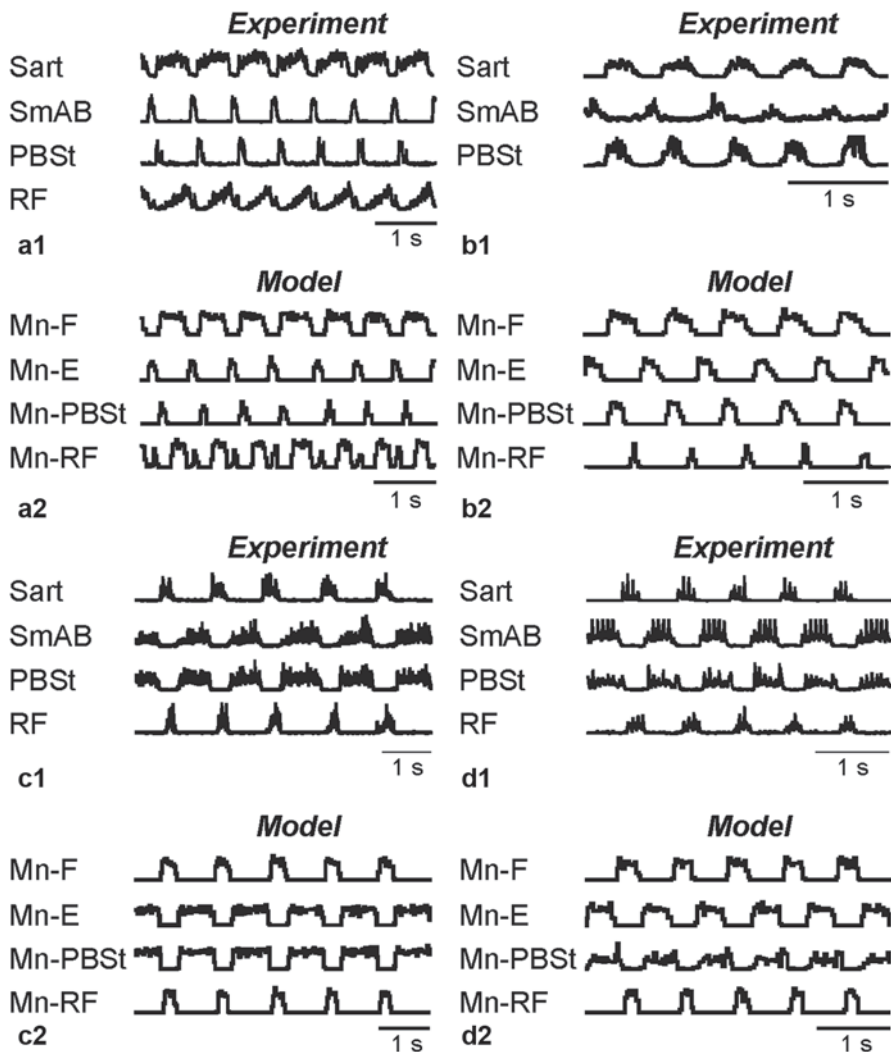 Experiment
Sart
SmAB
PBSt
RF
1 s
a1
Experiment
Sart
SmAB
PBSt
1 s
b1
Model
Mn-F
Mn-E
Mn-PBSt
Mn-RF
1 s
a2
Model
Mn-F
Mn-E
Mn-PBSt
Mn-RF
1 s
b2
Experiment
Sart
SmAB
PBSt
RF
1 s
c1
Experiment
Sart
SmAB
PBSt
RF
1 s
d1
Model
Mn-F
Mn-E
Mn-PBSt
Mn-RF
1 s
c2
Model
Mn-F
Mn-E
Mn-PBSt
Mn-RF
1 s
d2